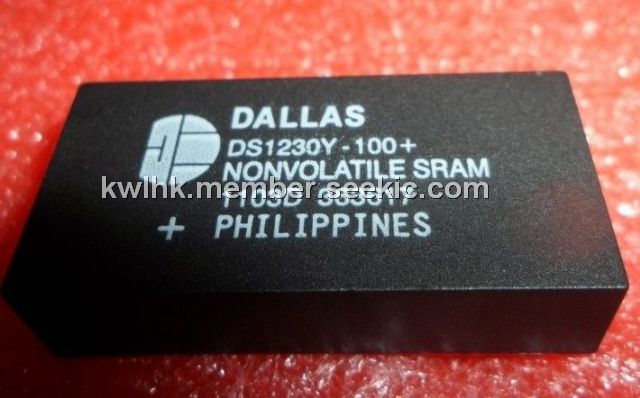 DALLAS
DS1230Y-100+
NONVOLATILE SRAM
kwlhk.member.seekic.com
+ PHILIPPINES